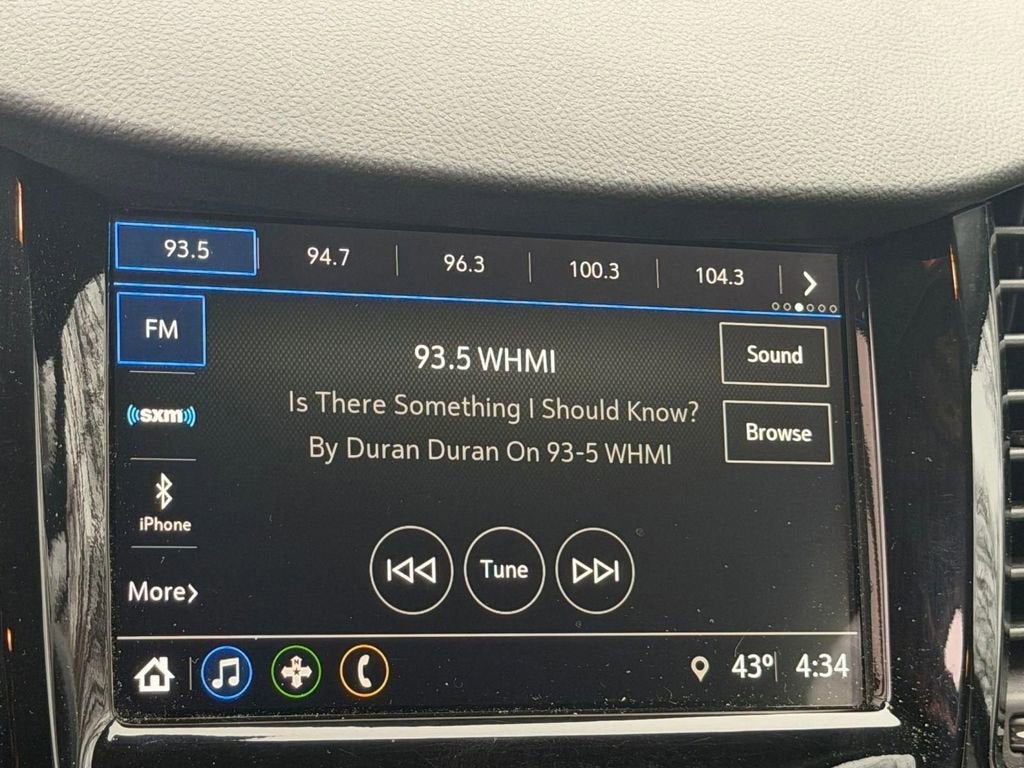 93.5 94.7 96.3 100.3 104.3
FM
93.5 WHMI
Sound
Is There Something I Should Know?
((sxm))
Browse
By Duran Duran On 93-5 WHMI
iPhone
Tune
More
N
43° 4:34